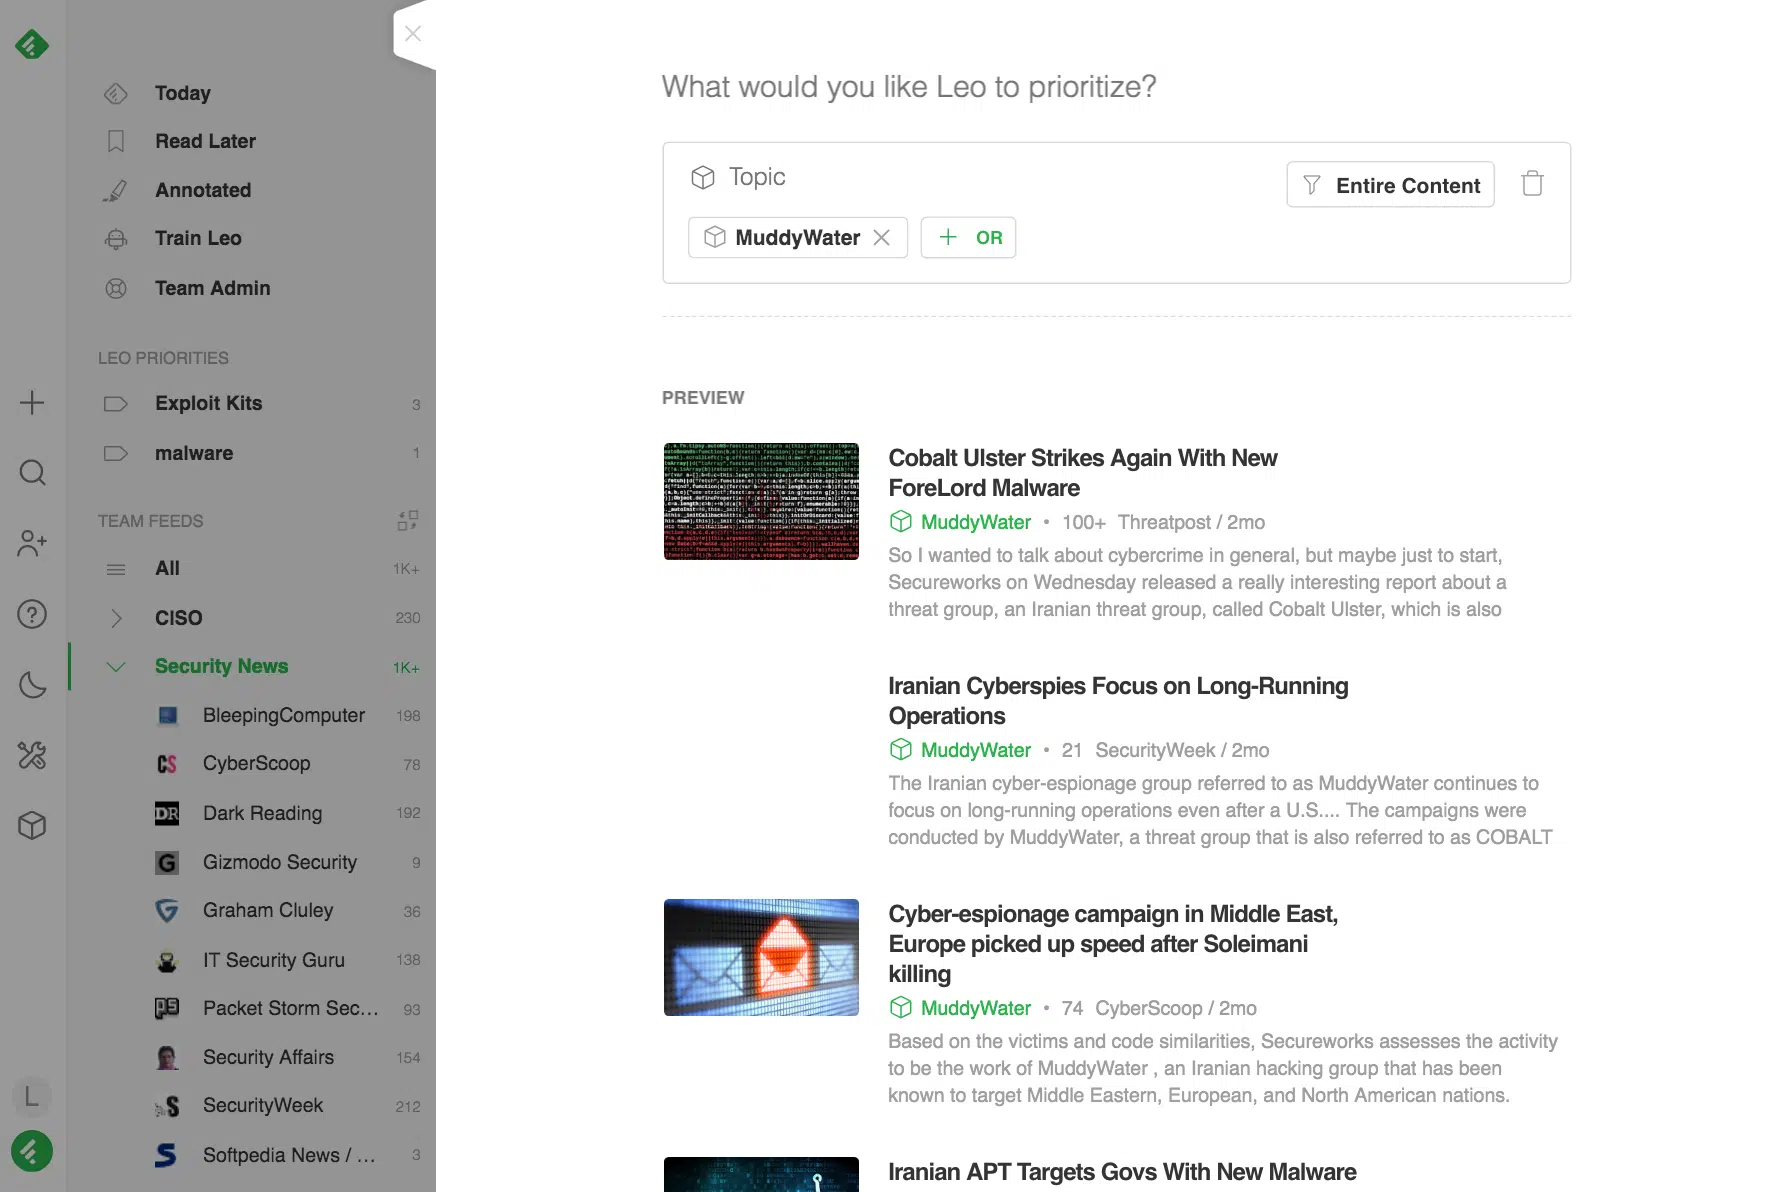 Today
Read Later
Annotated
Train Leo
Team Admin
LEO PRIORITIES
Exploit Kits 3
malware 1
TEAM FEEDS
All 1K+
CISO 230
Security News 1K+
BleepingComputer 198
CS CyberScoop 78
DR Dark Reading 192
G Gizmodo Security 9
Graham Cluley 36
IT Security Guru 138
Packet Storm Sec... 93
Security Affairs 154
SecurityWeek 212
Softpedia News / ... 3
L
What would you like Leo to prioritize?
Topic
Entire Content
MuddyWater
OR
PREVIEW
Cobalt Ulster Strikes Again With New
ForeLord Malware
MuddyWater • 100+ Threatpost / 2mo
So I wanted to talk about cybercrime in general, but maybe just to start,
Secureworks on Wednesday released a really interesting report about a
threat group, an Iranian threat group, called Cobalt Ulster, which is also
Iranian Cyberspies Focus on Long-Running
Operations
MuddyWater • 21 SecurityWeek / 2mo
The Iranian cyber-espionage group referred to as MuddyWater continues to
focus on long-running operations even after a U.S.... The campaigns were
conducted by MuddyWater, a threat group that is also referred to as COBALT
Cyber-espionage campaign in Middle East,
Europe picked up speed after Soleimani
killing
MuddyWater • 74 CyberScoop / 2mo
Based on the victims and code similarities, Secureworks assesses the activity
to be the work of MuddyWater , an Iranian hacking group that has been
known to target Middle Eastern, European, and North American nations.
Iranian APT Targets Govs With New Malware